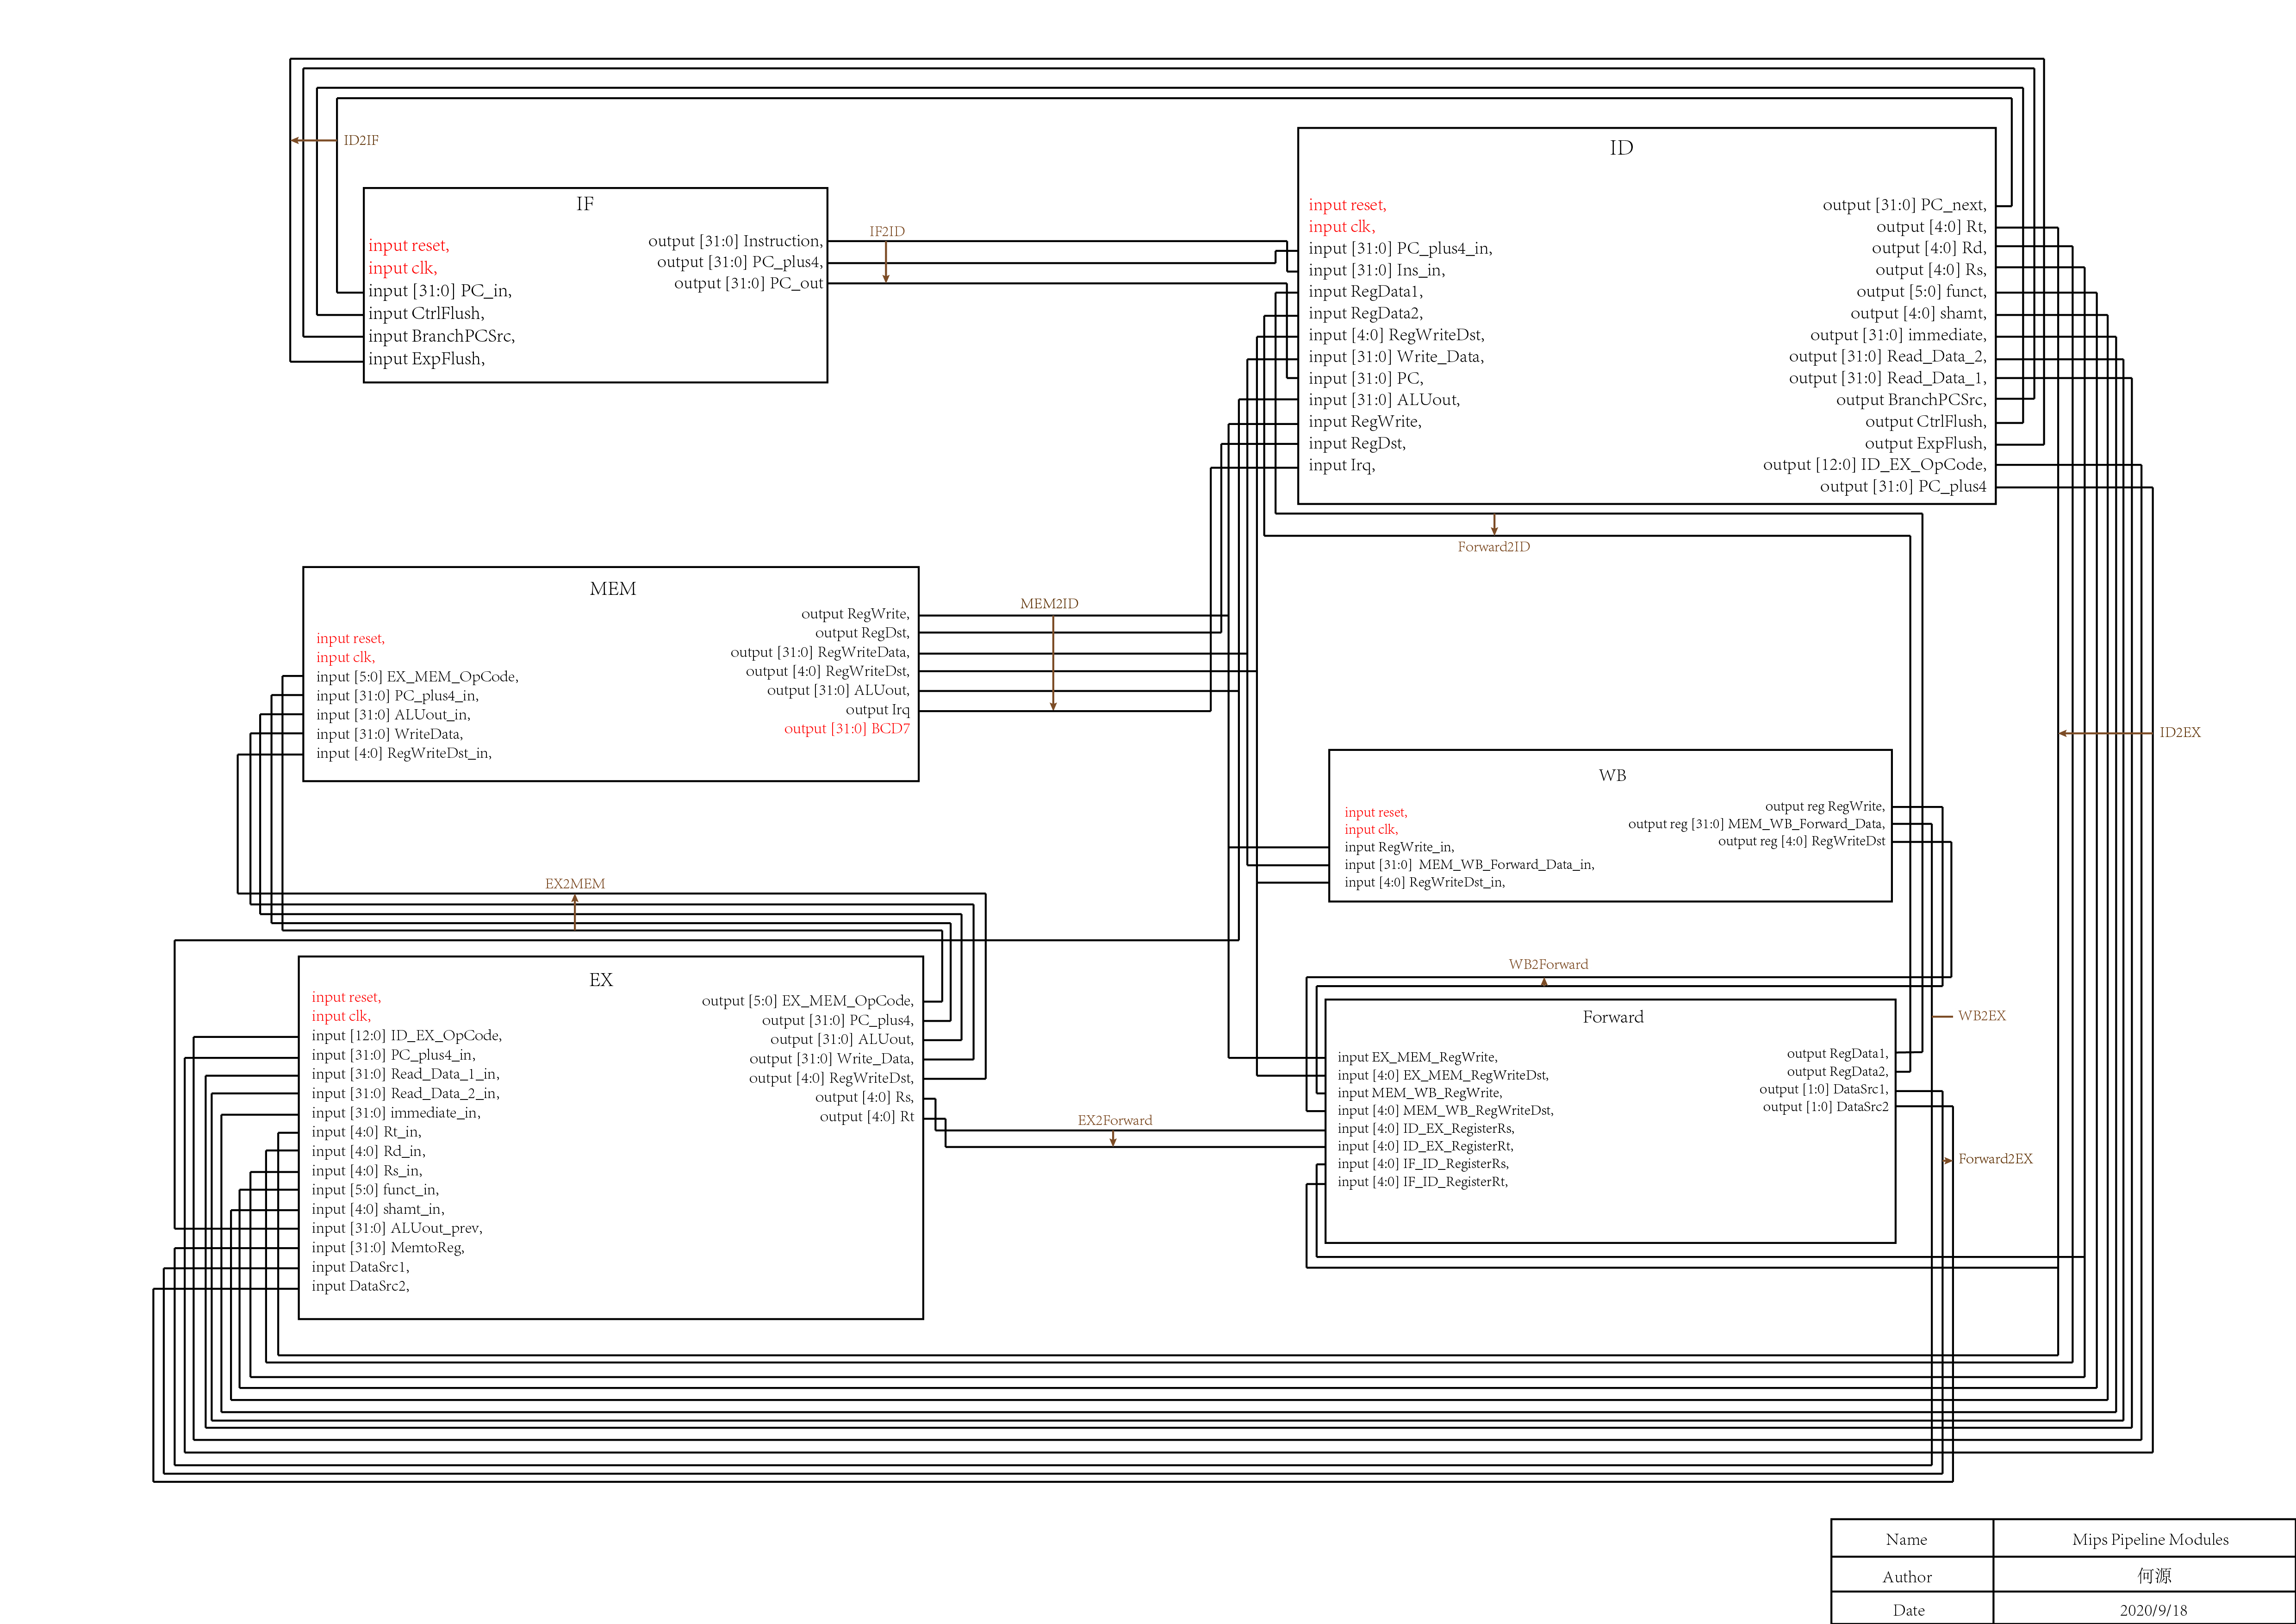 ID2IF
IF
input reset,
input clk,
input [31:0] PC_in,
input CtrlFlush,
input BranchPCSrc,
input ExpFlush,
output [31:0] Instruction,
output [31:0] PC_plus4,
output [31:0] PC_out
IF2ID
ID
input reset,
input clk,
input [31:0] PC_plus4_in,
input [31:0] Ins_in,
input RegData1,
input RegData2,
input [4:0] RegWriteDst,
input [31:0] Write_Data,
input [31:0] PC,
input [31:0] ALUout,
input RegWrite,
input RegDst,
input Irq,
output [31:0] PC_next,
output [4:0] Rt,
output [4:0] Rd,
output [4:0] Rs,
output [5:0] funct,
output [4:0] shamt,
output [31:0] immediate,
output [31:0] Read_Data_2,
output [31:0] Read_Data_1,
output BranchPCSrc,
output CtrlFlush,
output ExpFlush,
output [12:0] ID_EX_OpCode,
output [31:0] PC_plus4
Forward2ID
MEM
input reset,
input clk,
input [5:0] EX_MEM_OpCode,
input [31:0] PC_plus4_in,
input [31:0] ALUout_in,
input [31:0] WriteData,
input [4:0] RegWriteDst_in,
output RegWrite,
output RegDst,
output [31:0] RegWriteData,
output [4:0] RegWriteDst,
output [31:0] ALUout,
output Irq
output [31:0] BCD7
MEM2ID
ID2EX
WB
input reset,
input clk,
input RegWrite_in,
input [31:0]  MEM_WB_Forward_Data_in,
input [4:0] RegWriteDst_in,
output reg RegWrite,
output reg [31:0] MEM_WB_Forward_Data,
output reg [4:0] RegWriteDst
EX2MEM
EX
input reset,
input clk,
input [12:0] ID_EX_OpCode,
input [31:0] PC_plus4_in,
input [31:0] Read_Data_1_in,
input [31:0] Read_Data_2_in,
input [31:0] immediate_in,
input [4:0] Rt_in,
input [4:0] Rd_in,
input [4:0] Rs_in,
input [5:0] funct_in,
input [4:0] shamt_in,
input [31:0] ALUout_prev,
input [31:0] MemtoReg,
input DataSrc1,
input DataSrc2,
output [5:0] EX_MEM_OpCode,
output [31:0] PC_plus4,
output [31:0] ALUout,
output [31:0] Write_Data,
output [4:0] RegWriteDst,
output [4:0] Rs,
output [4:0] Rt
EX2Forward
WB2Forward
Forward
input EX_MEM_RegWrite,
input [4:0] EX_MEM_RegWriteDst,
input MEM_WB_RegWrite,
input [4:0] MEM_WB_RegWriteDst,
input [4:0] ID_EX_RegisterRs,
input [4:0] ID_EX_RegisterRt,
input [4:0] IF_ID_RegisterRs,
input [4:0] IF_ID_RegisterRt,
output RegData1,
output RegData2,
output [1:0] DataSrc1,
output [1:0] DataSrc2
WB2EX
Forward2EX
Name Mips Pipeline Modules
Author 何源
Date 2020/9/18